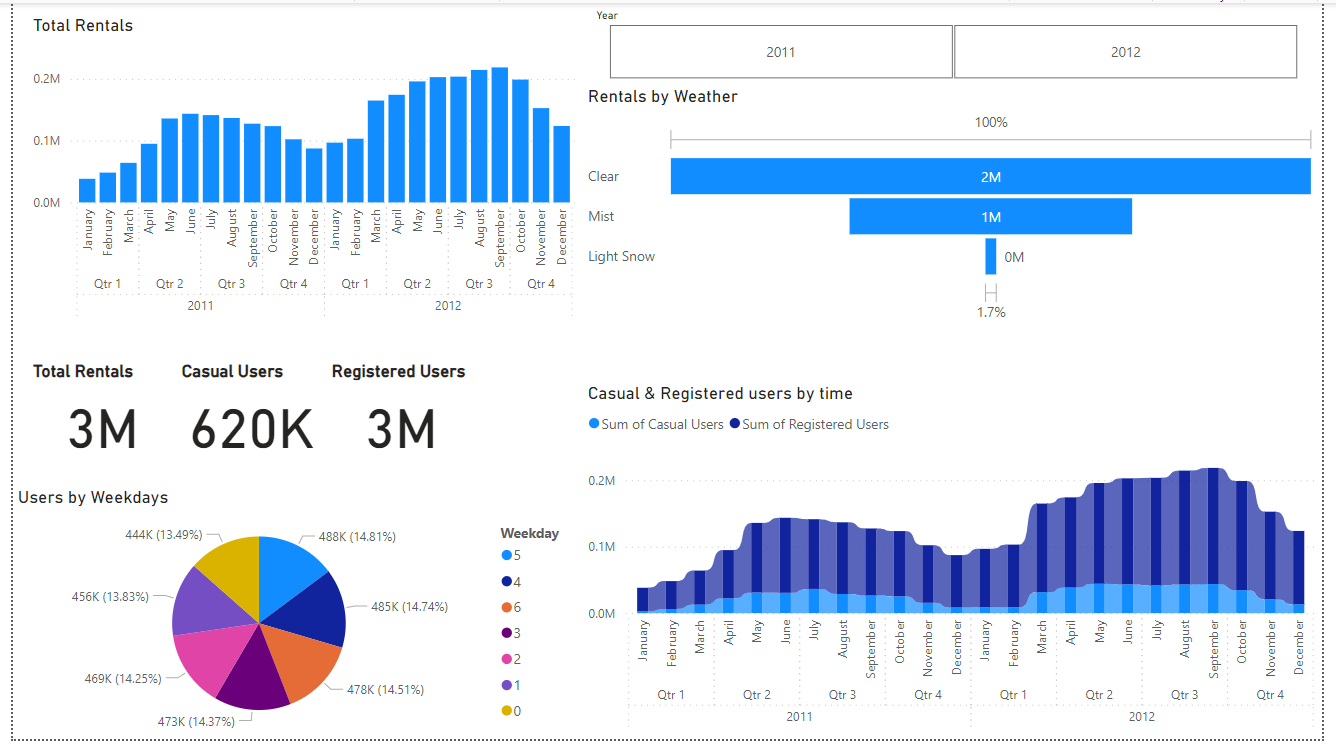 Total Rentals
0.2M
0.1M
0.0M
January February March April May June July August September October November December January February March April May June July August September October November December
Qtr 1 Qtr 2 Qtr 3 Qtr 4 Qtr 1 Qtr 2 Qtr 3 Qtr 4
2011 2012
Year
2011 2012
Rentals by Weather
100%
Clear 2M
Mist 1M
Light Snow 0M
1.7%
Total Rentals Casual Users Registered Users
3M 620K 3M
Users by Weekdays
444K (13.49%) 488K (14.81%)
456K (13.83%) 485K (14.74%)
469K (14.25%) 478K (14.51%)
473K (14.37%)
Weekday
5
4
6
3
2
1
0
Casual & Registered users by time
Sum of Casual Users Sum of Registered Users
0.2M
0.1M
0.0M
January February March April May June July August September October November December January February March April May June July August September October November December
Qtr 1 Qtr 2 Qtr 3 Qtr 4 Qtr 1 Qtr 2 Qtr 3 Qtr 4
2011 2012